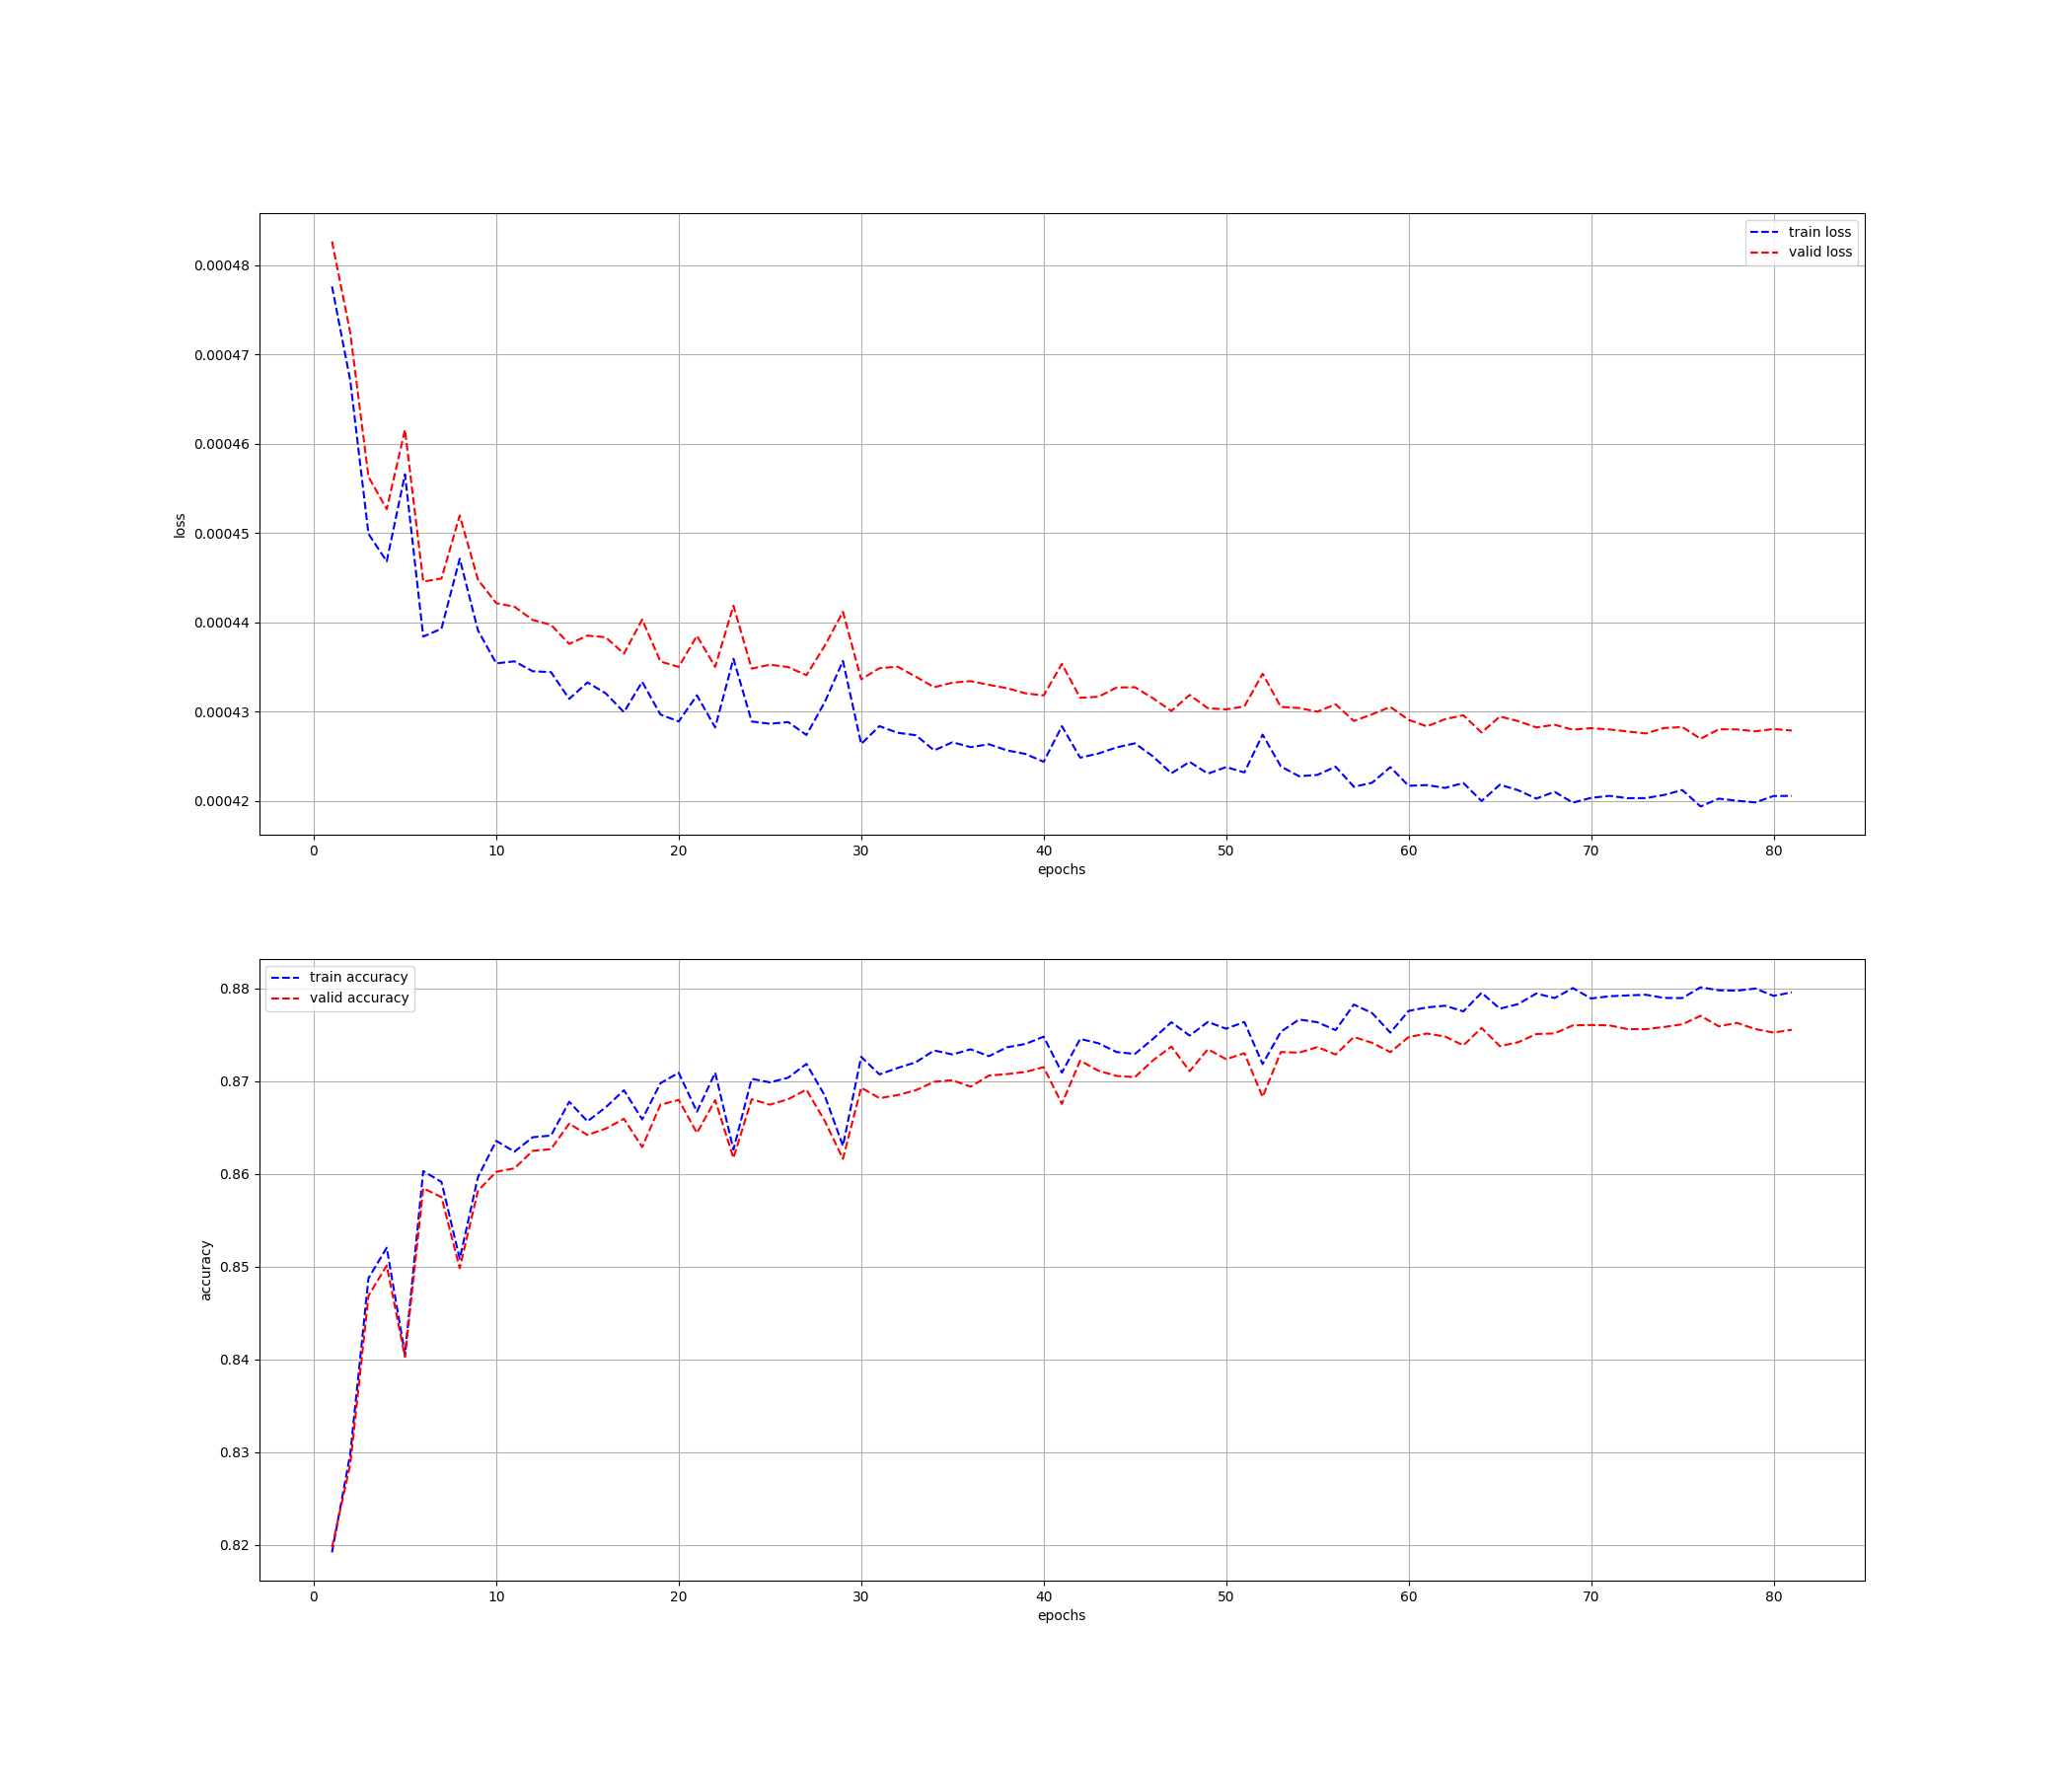 train loss
valid loss
0.00048
0.00047
0.00046
0.00045
0.00044
0.00043
0.00042
loss
0 10 20 30 40 50 60 70 80
epochs
train accuracy
valid accuracy
0.88
0.87
0.86
0.85
0.84
0.83
0.82
accuracy
0 10 20 30 40 50 60 70 80
epochs